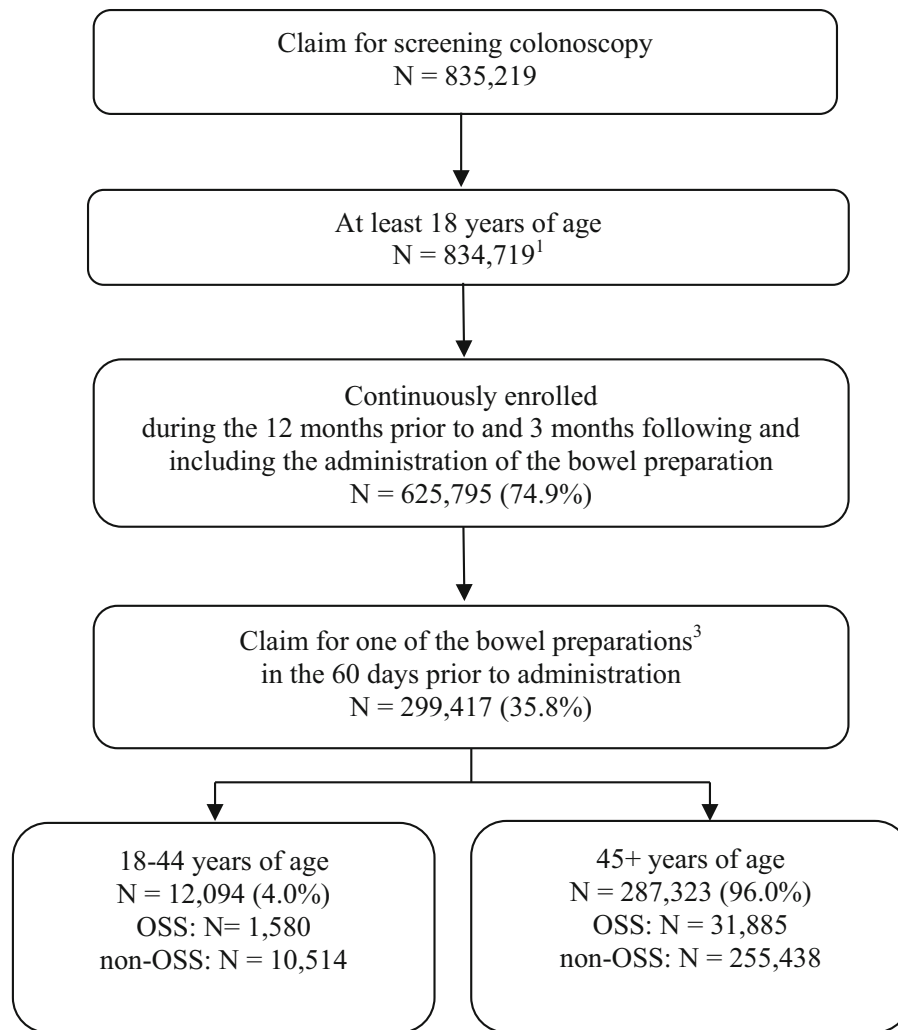 Claim for screening colonoscopy
N = 835,219
At least 18 years of age
N = 834,719¹
Continuously enrolled
during the 12 months prior to and 3 months following and
including the administration of the bowel preparation
N = 625,795 (74.9%)
Claim for one of the bowel preparations³
in the 60 days prior to administration
N = 299,417 (35.8%)
18-44 years of age
N = 12,094 (4.0%)
OSS: N= 1,580
non-OSS: N = 10,514
45+ years of age
N = 287,323 (96.0%)
OSS: N = 31,885
non-OSS: N = 255,438